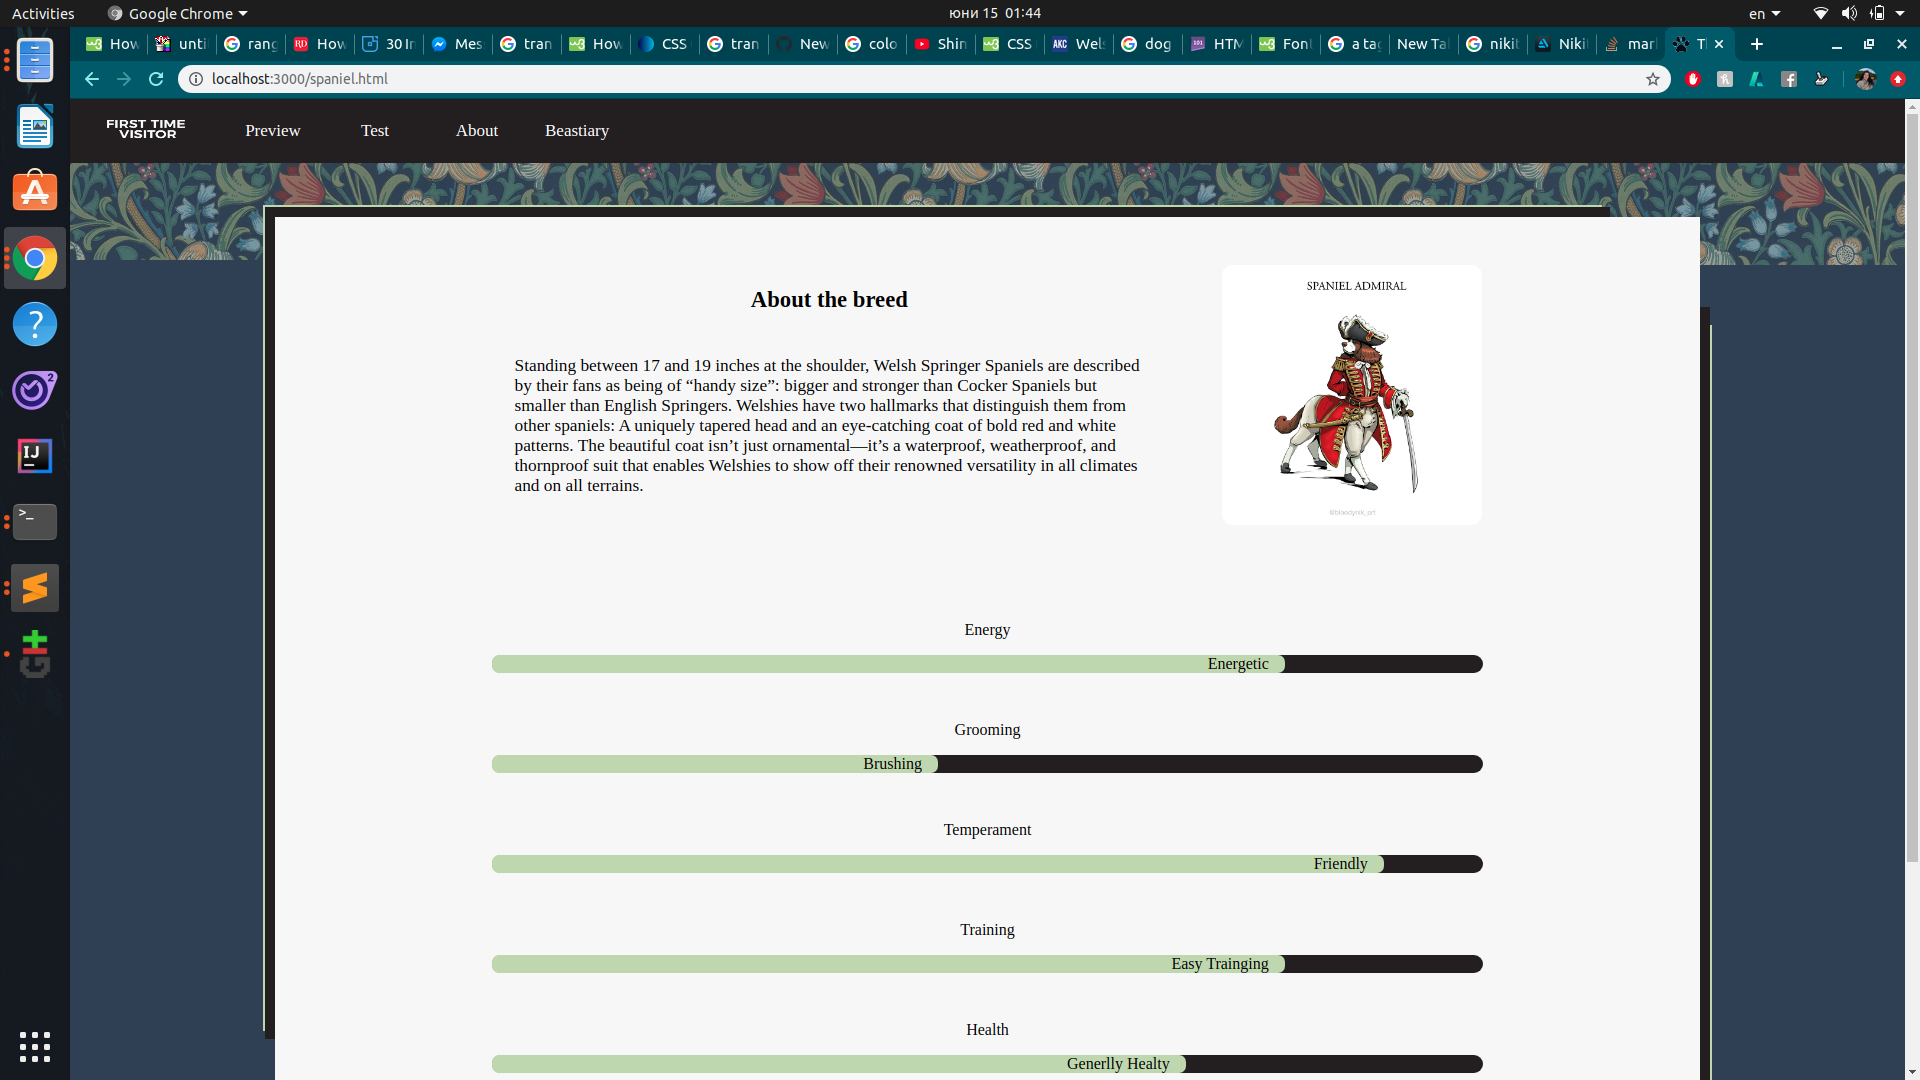 Activities
Google Chrome
юни 15 01:44
en
How
unti
rang
How
30 In
Mes
tran
How
CSS
tran
New
colo
Shin
CSS
Wels
dog
HTM
Font
a tag
New Tab
nikit
Nikit
mar
localhost:3000/spaniel.html
FIRST TIME
VISITOR
Preview
Test
About
Beastiary
About the breed
SPANIEL ADMIRAL
Standing between 17 and 19 inches at the shoulder, Welsh Springer Spaniels are described
by their fans as being of “handy size”: bigger and stronger than Cocker Spaniels but
smaller than English Springers. Welshies have two hallmarks that distinguish them from
other spaniels: A uniquely tapered head and an eye-catching coat of bold red and white
patterns. The beautiful coat isn’t just ornamental—it’s a waterproof, weatherproof, and
thornproof suit that enables Welshies to show off their renowned versatility in all climates
and on all terrains.
@bloodynik_art
Energy
Energetic
Grooming
Brushing
Temperament
Friendly
Training
Easy Trainging
Health
Generlly Healty